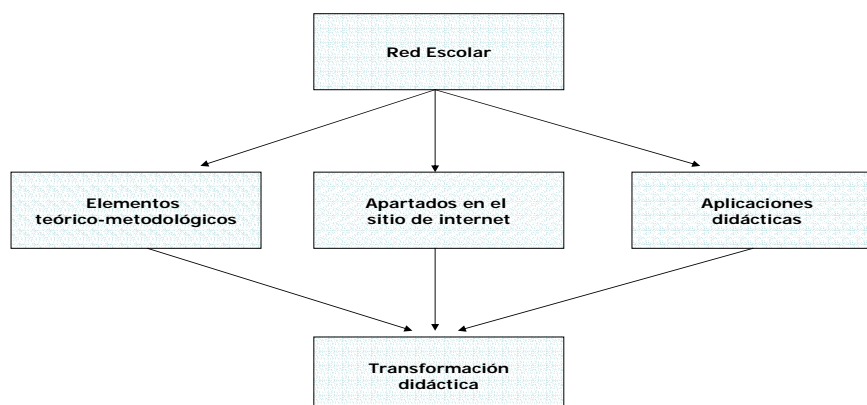 Red Escolar
Elementos
teórico-metodológicos
Apartados en el
sitio de internet
Aplicaciones
didácticas
Transformación
didáctica